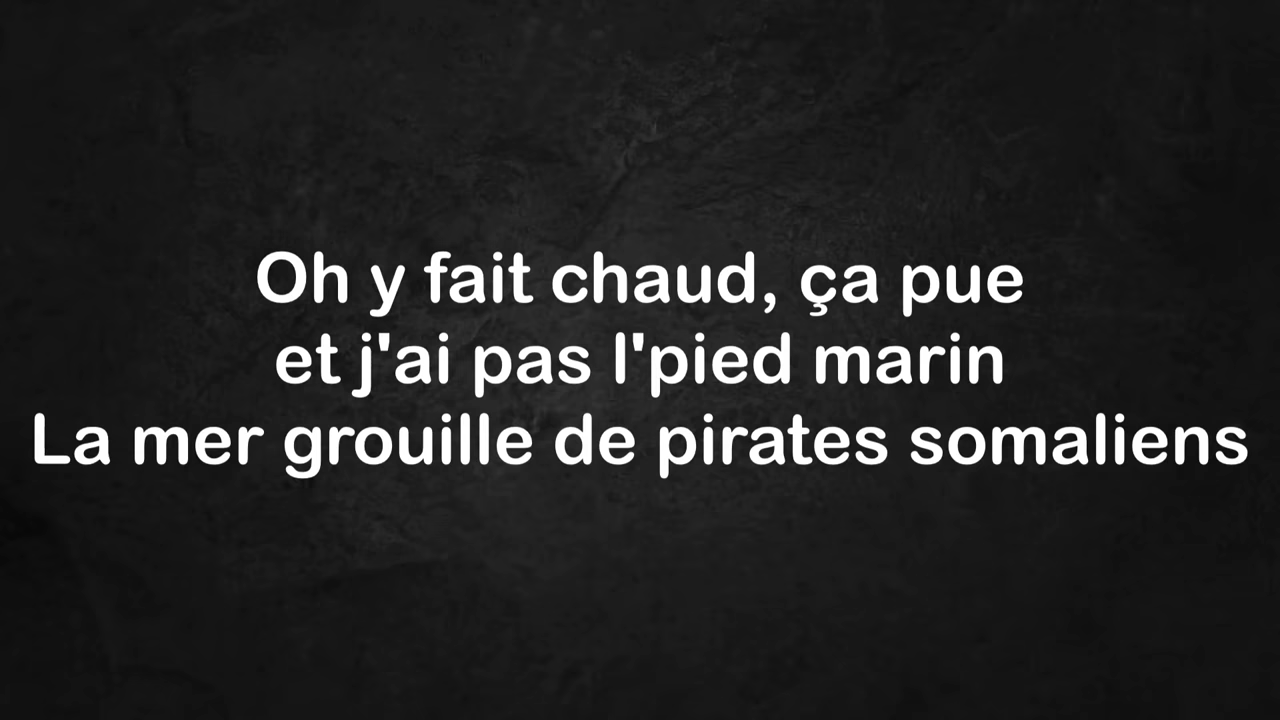 Oh y fait chaud, ça pue
et j'ai pas l'pied marin
La mer grouille de pirates somaliens